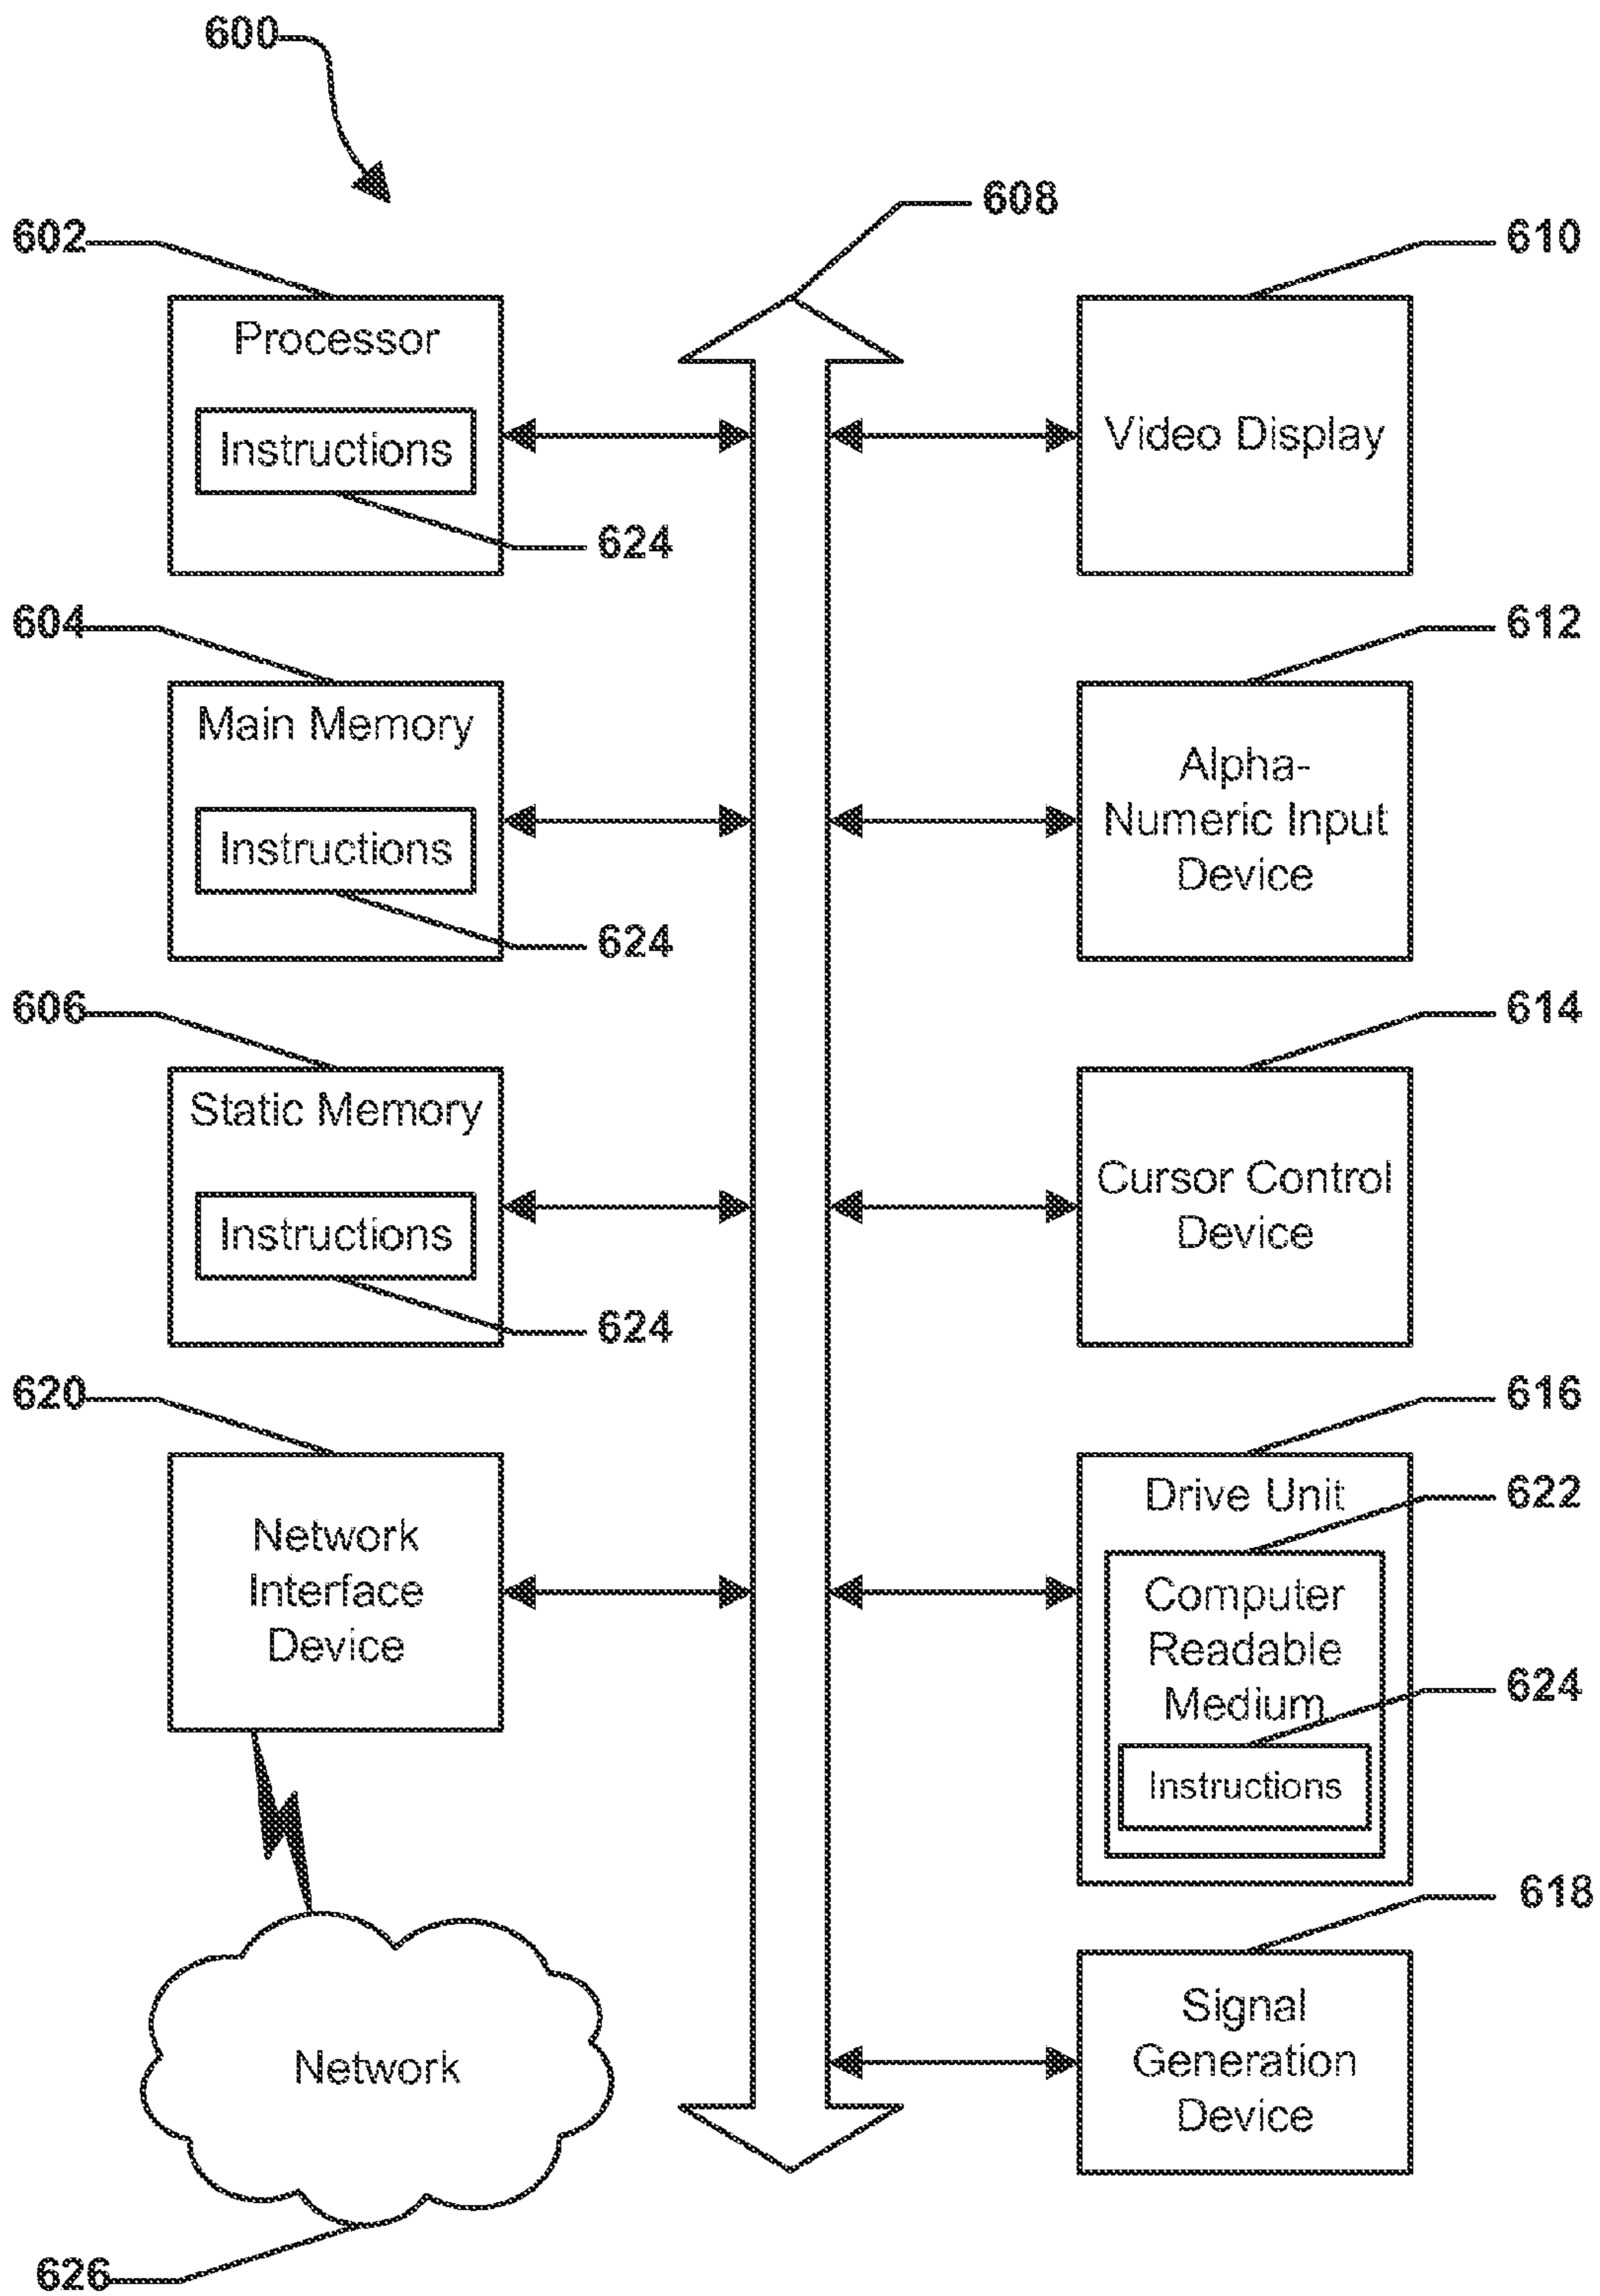 600
608
602
610
Processor
Instructions
624
Video Display
604
612
Main Memory
Instructions
624
Alpha-
Numeric Input
Device
606
614
Static Memory
Instructions
624
Cursor Control
Device
620
616
Network
Interface
Device
Drive Unit
622
Computer
Readable
Medium
624
Instructions
618
Network
Signal
Generation
Device
626